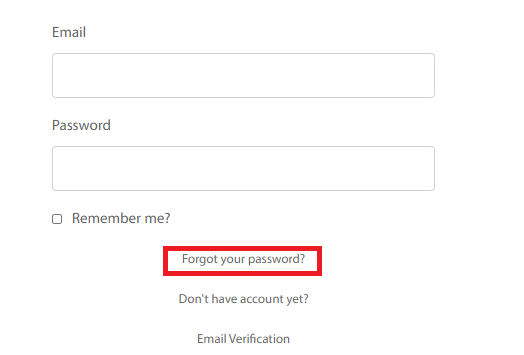 Email
Password
Remember me?
Forgot your password?
Don't have account yet?
Email Verification